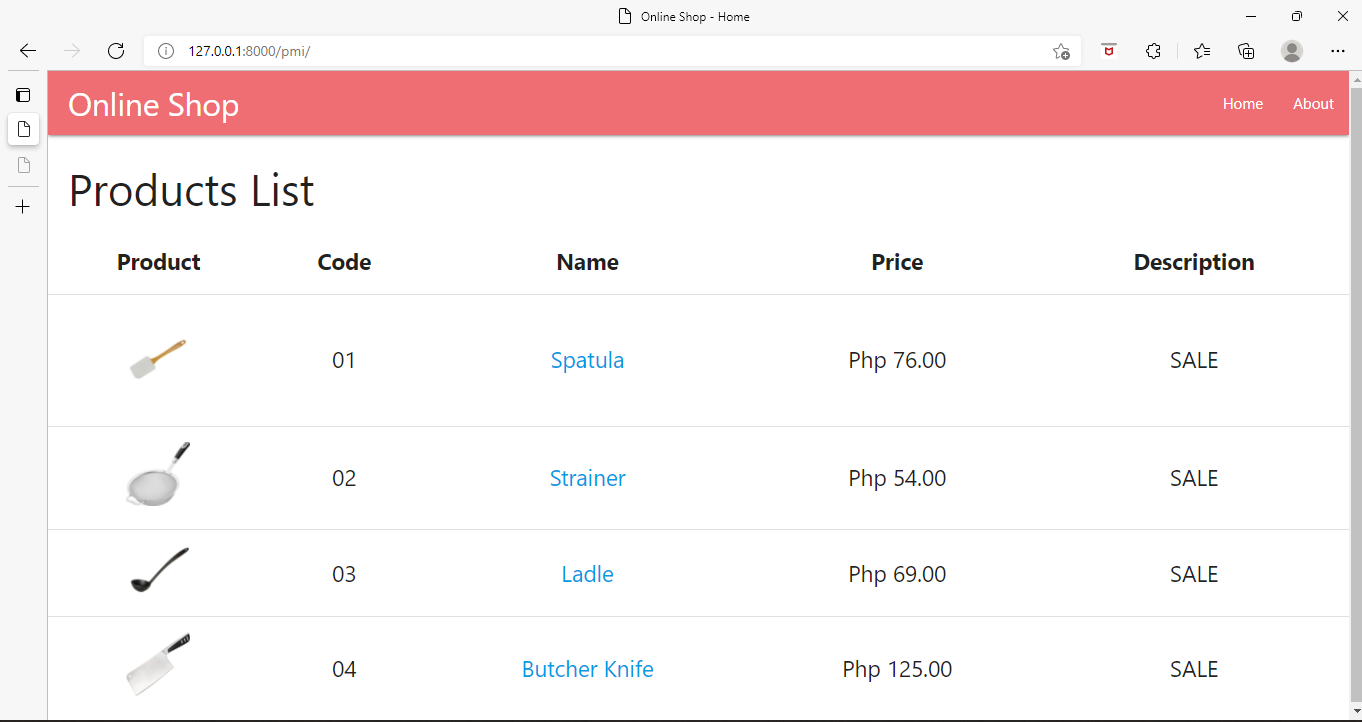 Online Shop - Home
127.0.0.1:8000/pmi/
Online Shop Home About
Products List
Product Code Name Price Description
01 Spatula Php 76.00 SALE
02 Strainer Php 54.00 SALE
03 Ladle Php 69.00 SALE
04 Butcher Knife Php 125.00 SALE